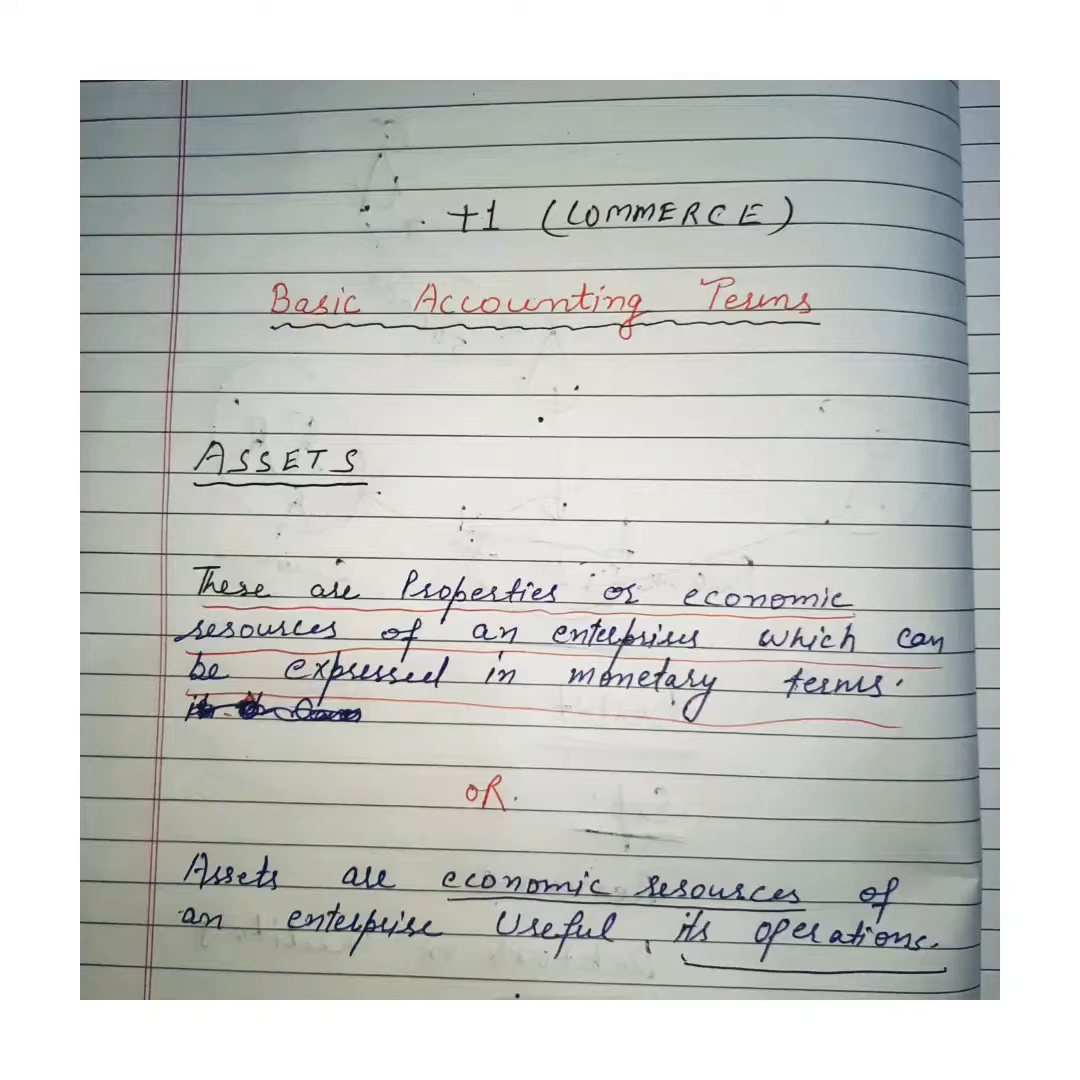 +1 (COMMERCE)
Basic Accounting Terms
ASSETS
These are Properties or economic
resources of an enterprises which can
be expressed in monetary terms.
OR.
Assets are economic resources of
an enterprise Useful its operations.